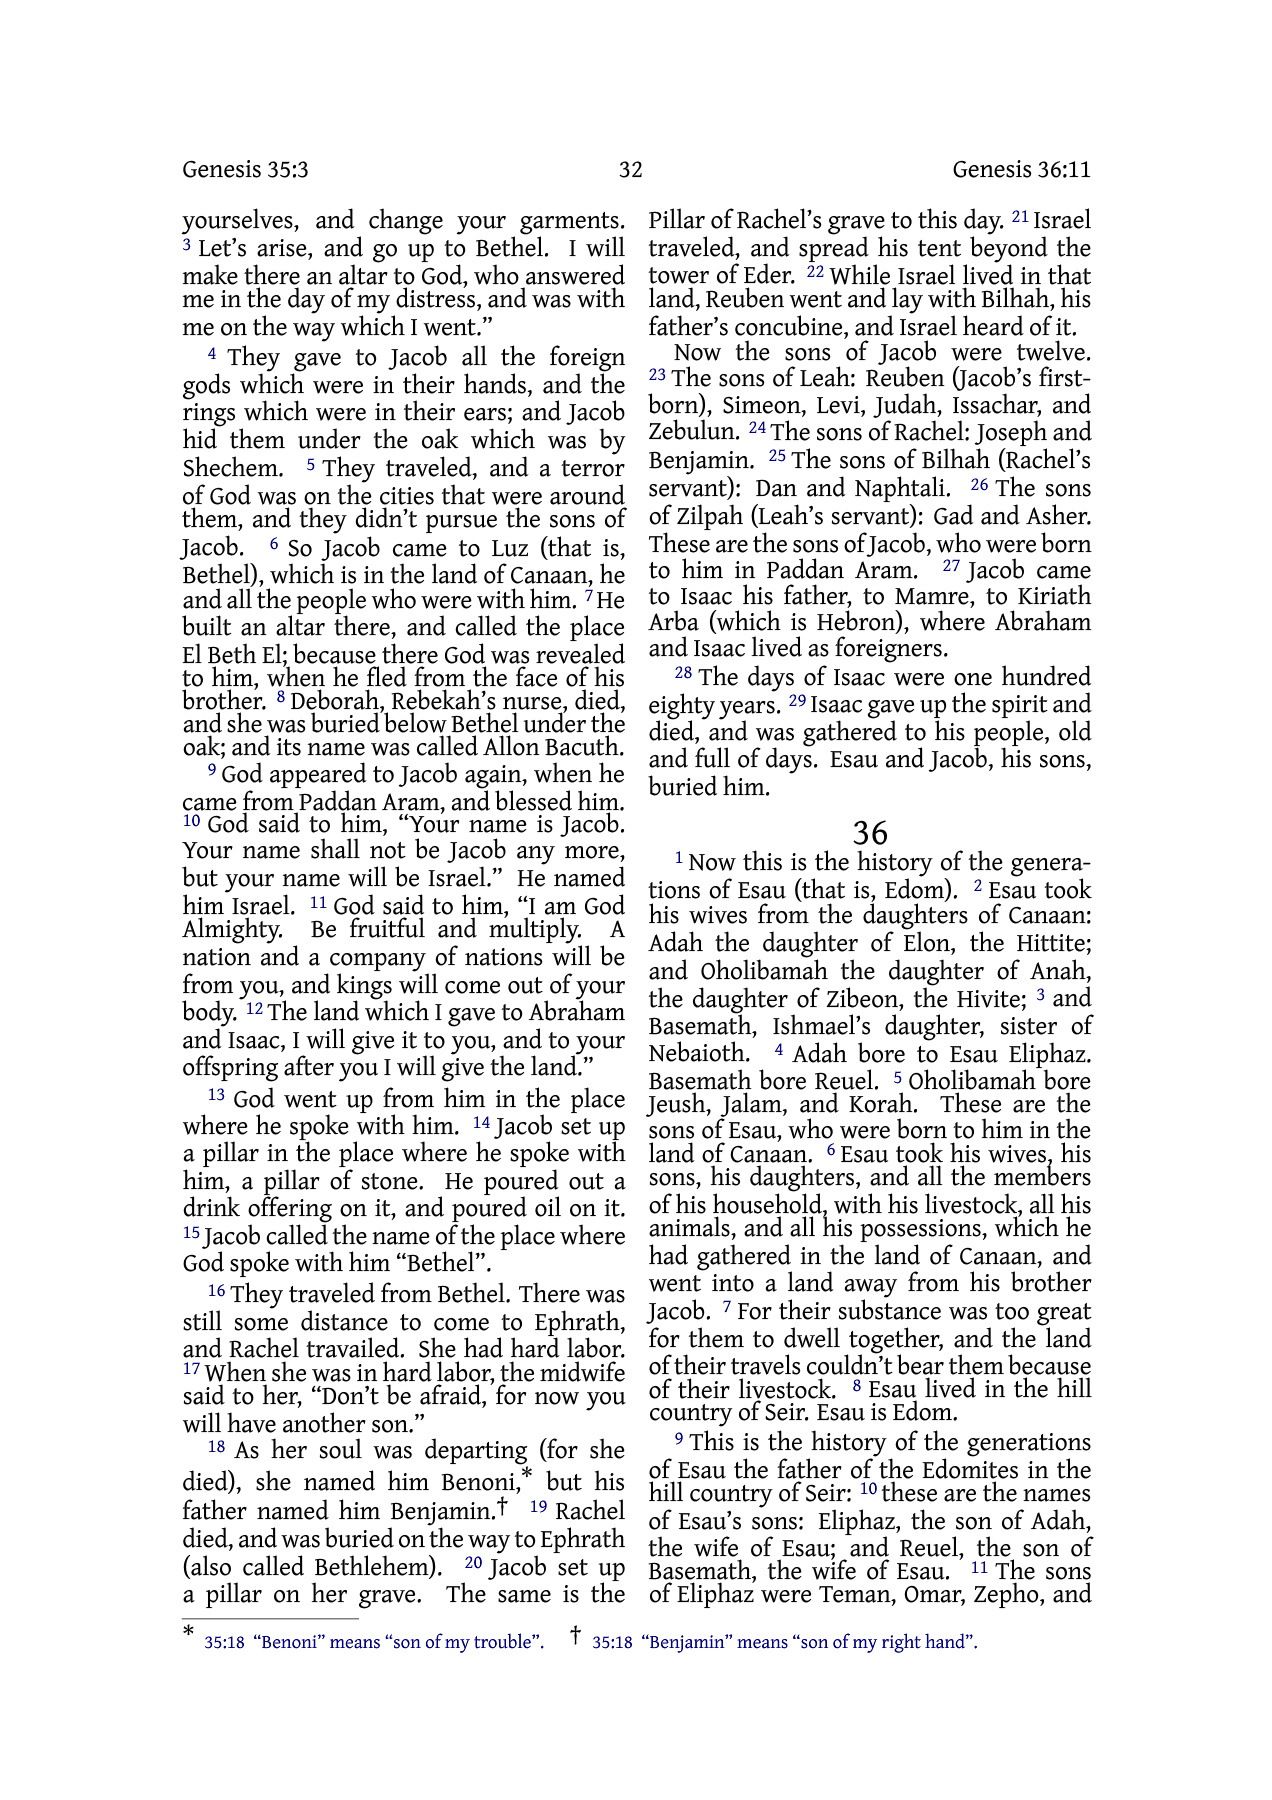 Genesis 35:3 32 Genesis 36:11
yourselves, and change your garments.
3 Let’s arise, and go up to Bethel. I will
make there an altar to God, who answered
me in the day of my distress, and was with
me on the way which I went.”
4 They gave to Jacob all the foreign
gods which were in their hands, and the
rings which were in their ears; and Jacob
hid them under the oak which was by
Shechem. 5 They traveled, and a terror
of God was on the cities that were around
them, and they didn’t pursue the sons of
Jacob. 6 So Jacob came to Luz (that is,
Bethel), which is in the land of Canaan, he
and all the people who were with him. 7 He
built an altar there, and called the place
El Beth El; because there God was revealed
to him, when he fled from the face of his
brother. 8 Deborah, Rebekah’s nurse, died,
and she was buried below Bethel under the
oak; and its name was called Allon Bacuth.
9 God appeared to Jacob again, when he
came from Paddan Aram, and blessed him.
10 God said to him, “Your name is Jacob.
Your name shall not be Jacob any more,
but your name will be Israel.” He named
him Israel. 11 God said to him, “I am God
Almighty. Be fruitful and multiply. A
nation and a company of nations will be
from you, and kings will come out of your
body. 12 The land which I gave to Abraham
and Isaac, I will give it to you, and to your
offspring after you I will give the land.”
13 God went up from him in the place
where he spoke with him. 14 Jacob set up
a pillar in the place where he spoke with
him, a pillar of stone. He poured out a
drink offering on it, and poured oil on it.
15 Jacob called the name of the place where
God spoke with him “Bethel”.
16 They traveled from Bethel. There was
still some distance to come to Ephrath,
and Rachel travailed. She had hard labor.
17 When she was in hard labor, the midwife
said to her, “Don’t be afraid, for now you
will have another son.”
18 As her soul was departing (for she
died), she named him Benoni,* but his
father named him Benjamin.† 19 Rachel
died, and was buried on the way to Ephrath
(also called Bethlehem). 20 Jacob set up
a pillar on her grave. The same is the
Pillar of Rachel’s grave to this day. 21 Israel
traveled, and spread his tent beyond the
tower of Eder. 22 While Israel lived in that
land, Reuben went and lay with Bilhah, his
father’s concubine, and Israel heard of it.
Now the sons of Jacob were twelve.
23 The sons of Leah: Reuben (Jacob’s first-
born), Simeon, Levi, Judah, Issachar, and
Zebulun. 24 The sons of Rachel: Joseph and
Benjamin. 25 The sons of Bilhah (Rachel’s
servant): Dan and Naphtali. 26 The sons
of Zilpah (Leah’s servant): Gad and Asher.
These are the sons of Jacob, who were born
to him in Paddan Aram. 27 Jacob came
to Isaac his father, to Mamre, to Kiriath
Arba (which is Hebron), where Abraham
and Isaac lived as foreigners.
28 The days of Isaac were one hundred
eighty years. 29 Isaac gave up the spirit and
died, and was gathered to his people, old
and full of days. Esau and Jacob, his sons,
buried him.
36
1 Now this is the history of the genera-
tions of Esau (that is, Edom). 2 Esau took
his wives from the daughters of Canaan:
Adah the daughter of Elon, the Hittite;
and Oholibamah the daughter of Anah,
the daughter of Zibeon, the Hivite; 3 and
Basemath, Ishmael’s daughter, sister of
Nebaioth. 4 Adah bore to Esau Eliphaz.
Basemath bore Reuel. 5 Oholibamah bore
Jeush, Jalam, and Korah. These are the
sons of Esau, who were born to him in the
land of Canaan. 6 Esau took his wives, his
sons, his daughters, and all the members
of his household, with his livestock, all his
animals, and all his possessions, which he
had gathered in the land of Canaan, and
went into a land away from his brother
Jacob. 7 For their substance was too great
for them to dwell together, and the land
of their travels couldn’t bear them because
of their livestock. 8 Esau lived in the hill
country of Seir. Esau is Edom.
9 This is the history of the generations
of Esau the father of the Edomites in the
hill country of Seir: 10 these are the names
of Esau’s sons: Eliphaz, the son of Adah,
the wife of Esau; and Reuel, the son of
Basemath, the wife of Esau. 11 The sons
of Eliphaz were Teman, Omar, Zepho, and
* 35:18 “Benoni” means “son of my trouble”. † 35:18 “Benjamin” means “son of my right hand”.